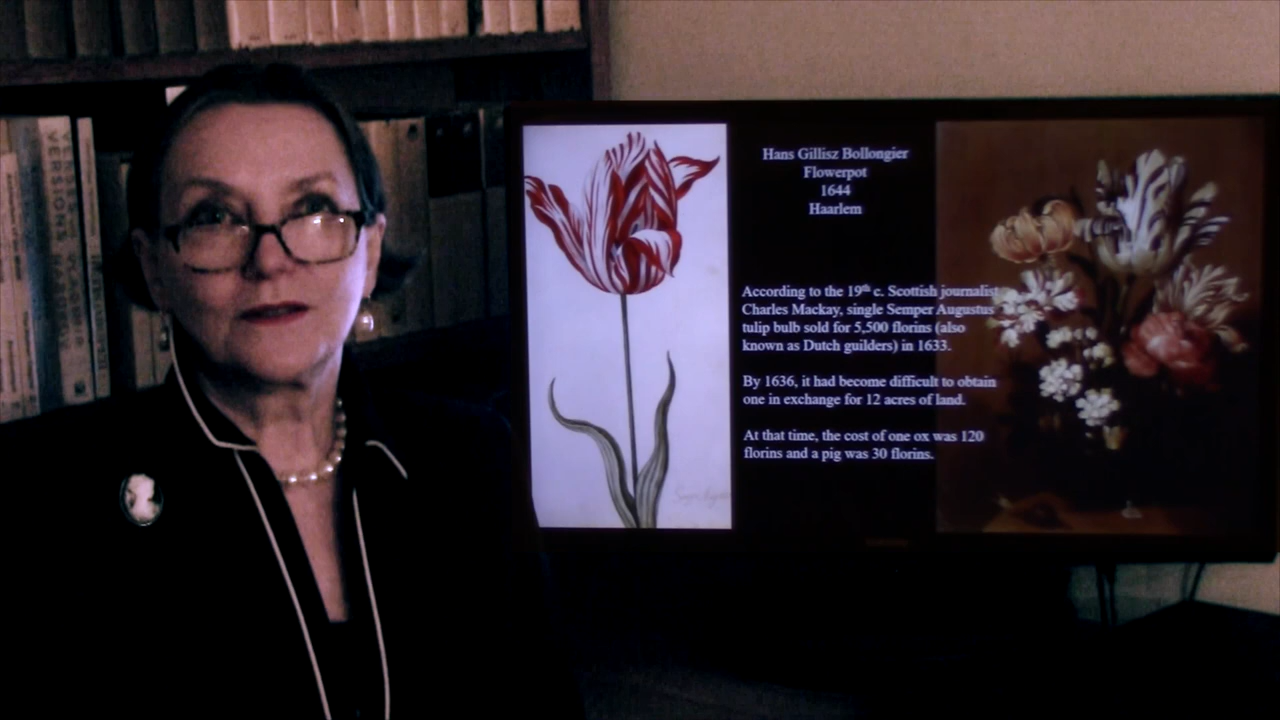 VERSIONS
Hans Gillisz Bollongier
Flowerpot
1644
Haarlem
According to the 19th c. Scottish journalist
Charles Mackay, single Semper Augustus
tulip bulb sold for 5,500 florins (also
known as Dutch guilders) in 1633.
By 1636, it had become difficult to obtain
one in exchange for 12 acres of land.
At that time, the cost of one ox was 120
florins and a pig was 30 florins.